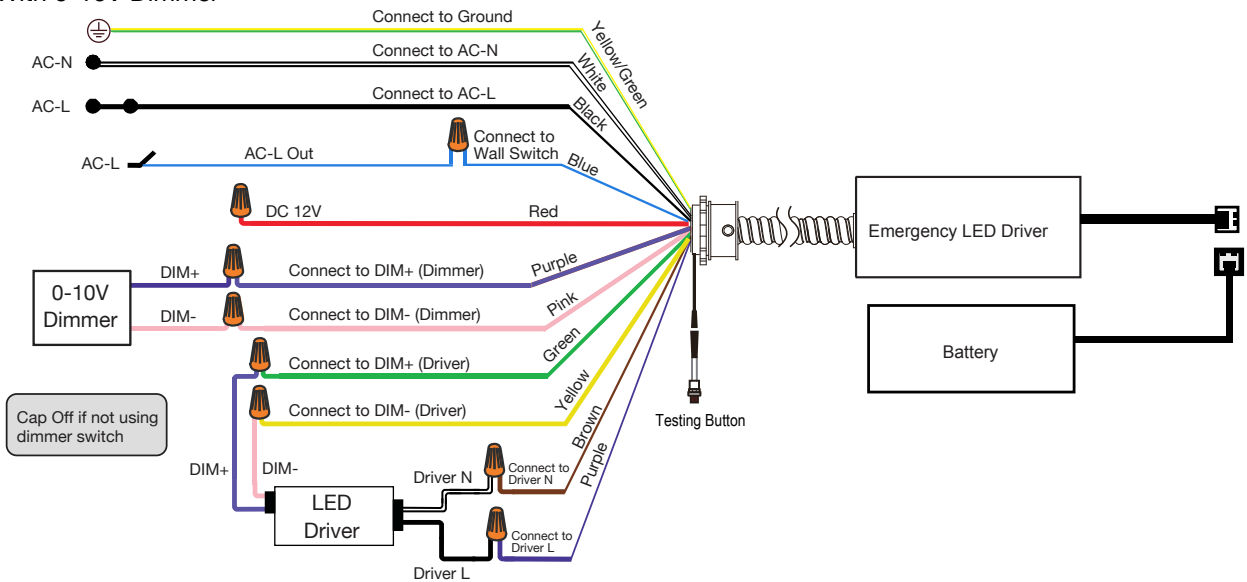 With 0-10V Dimmer
Connect to Ground
Yellow/Green
AC-N
Connect to AC-N
White
AC-L
Connect to AC-L
Black
AC-L
AC-L Out
Connect to
Wall Switch
Blue
DC 12V
Red
Emergency LED Driver
DIM+
Connect to DIM+ (Dimmer)
Purple
0-10V
Dimmer
DIM-
Connect to DIM- (Dimmer)
Pink
Battery
Connect to DIM+ (Driver)
Green
Cap Off if not using
dimmer switch
Connect to DIM- (Driver)
Yellow
Testing Button
DIM+
DIM-
Driver N
Connect to
Driver N
Brown
LED
Driver
Driver L
Connect to
Driver L
Purple